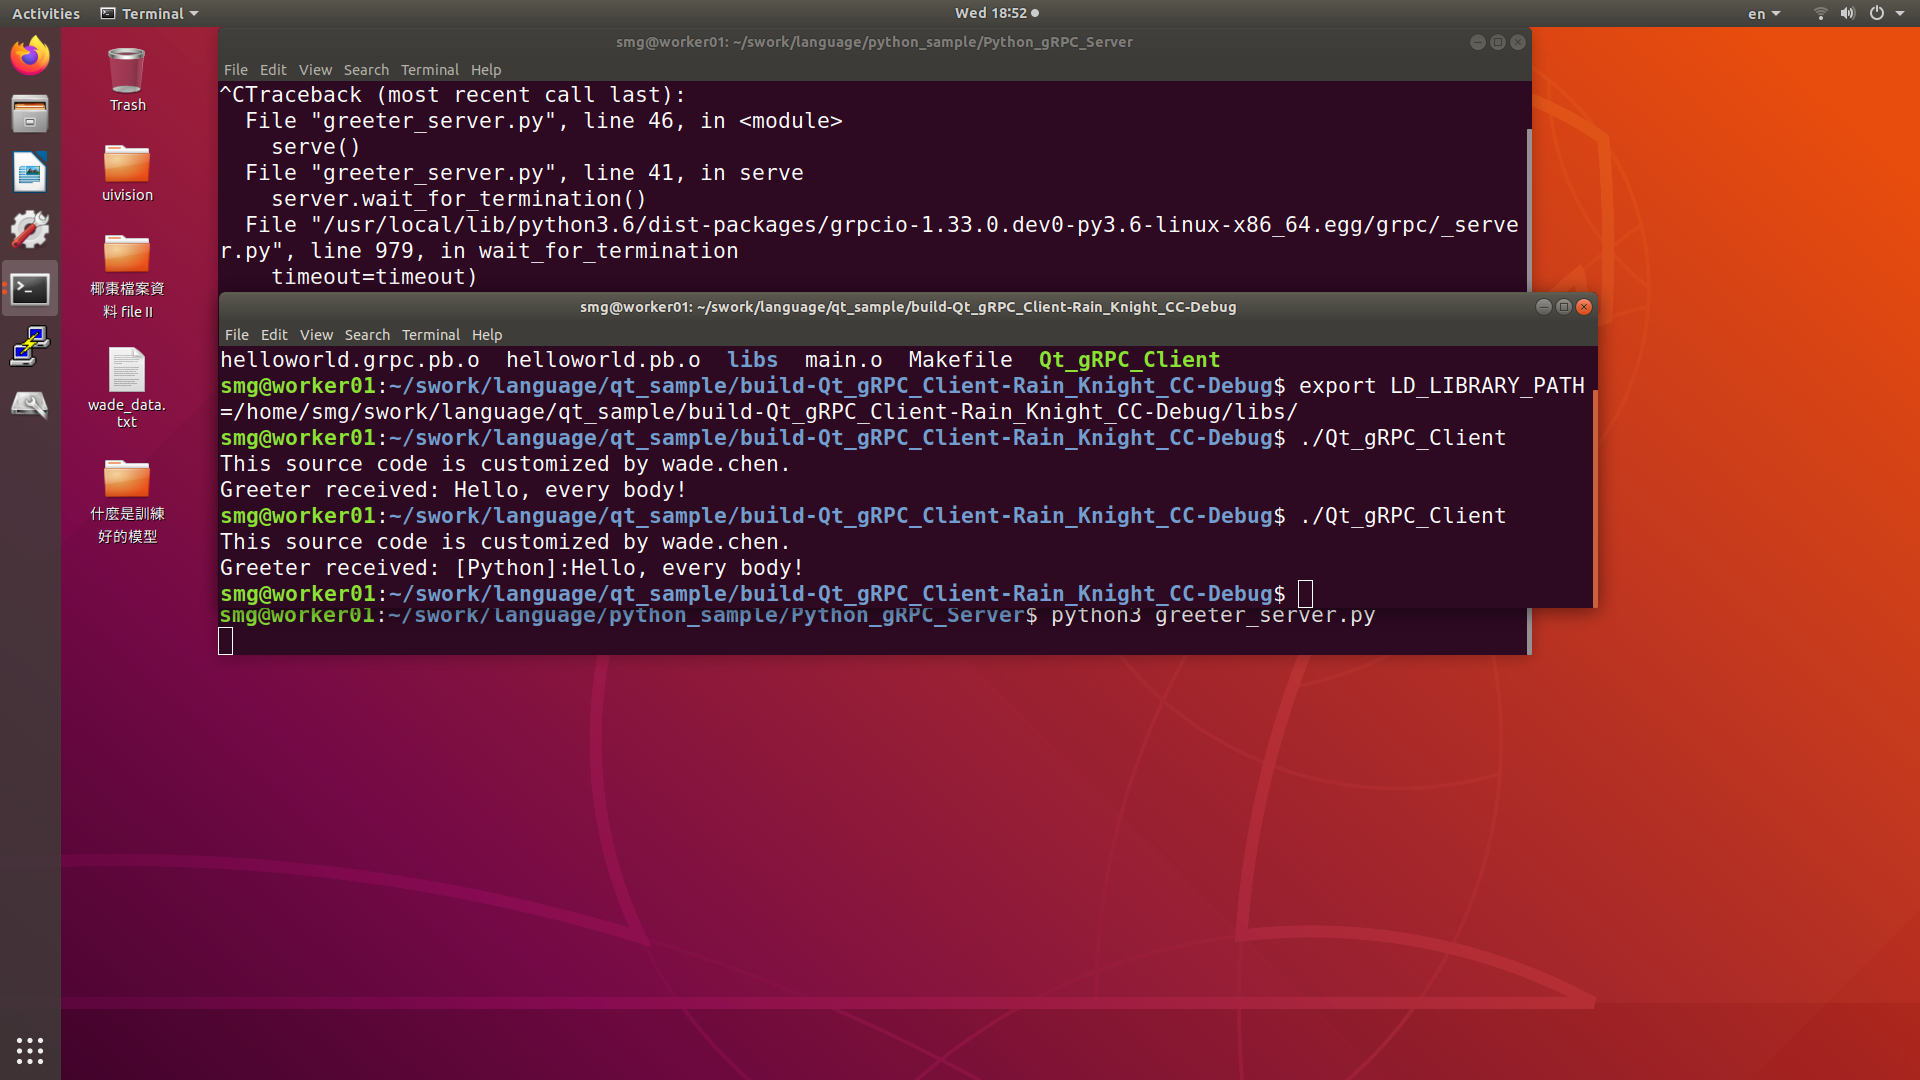 Activities Terminal Wed 18:52 en
Trash
uivision
椰棗檔案資
料 file II
wade_data.
txt
什麼是訓練
好的模型
smg@worker01: ~/swork/language/python_sample/Python_gRPC_Server
File Edit View Search Terminal Help
^CTraceback (most recent call last):
File "greeter_server.py", line 46, in <module>
serve()
File "greeter_server.py", line 41, in serve
server.wait_for_termination()
File "/usr/local/lib/python3.6/dist-packages/grpcio-1.33.0.dev0-py3.6-linux-x86_64.egg/grpc/_serve
r.py", line 979, in wait_for_termination
timeout=timeout)
smg@worker01: ~/swork/language/qt_sample/build-Qt_gRPC_Client-Rain_Knight_CC-Debug
File Edit View Search Terminal Help
helloworld.grpc.pb.o helloworld.pb.o libs main.o Makefile Qt_gRPC_Client
smg@worker01:~/swork/language/qt_sample/build-Qt_gRPC_Client-Rain_Knight_CC-Debug$ export LD_LIBRARY_PATH
=/home/smg/swork/language/qt_sample/build-Qt_gRPC_Client-Rain_Knight_CC-Debug/libs/
smg@worker01:~/swork/language/qt_sample/build-Qt_gRPC_Client-Rain_Knight_CC-Debug$ ./Qt_gRPC_Client
This source code is customized by wade.chen.
Greeter received: Hello, every body!
smg@worker01:~/swork/language/qt_sample/build-Qt_gRPC_Client-Rain_Knight_CC-Debug$ ./Qt_gRPC_Client
This source code is customized by wade.chen.
Greeter received: [Python]:Hello, every body!
smg@worker01:~/swork/language/qt_sample/build-Qt_gRPC_Client-Rain_Knight_CC-Debug$
smg@worker01:~/swork/language/python_sample/Python_gRPC_Server$ python3 greeter_server.py